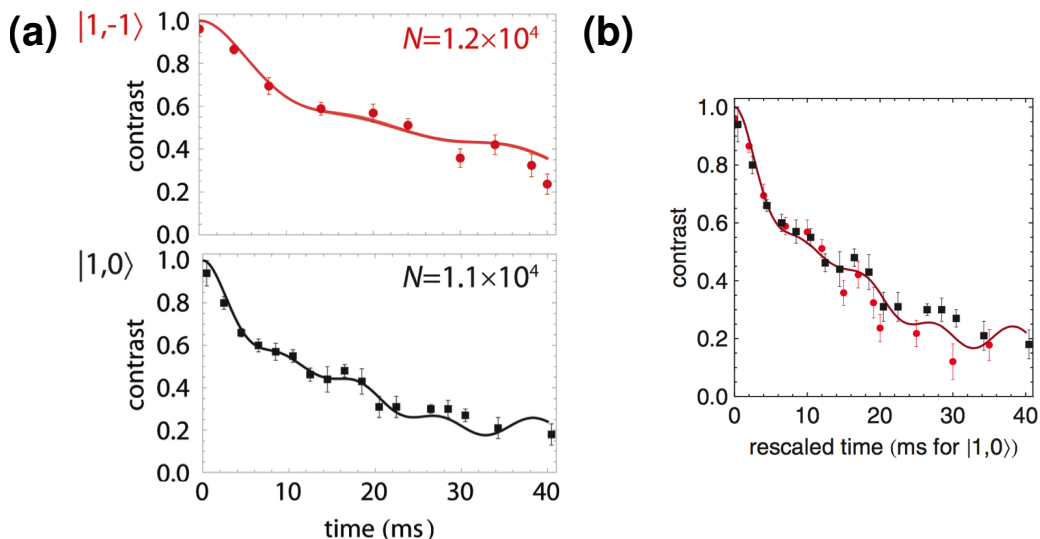 (a)
|1,-1⟩
N=1.2×10⁴
contrast
1.0
0.8
0.6
0.4
0.2
0.0
|1,0⟩
N=1.1×10⁴
contrast
1.0
0.8
0.6
0.4
0.2
0.0
0 10 20 30 40
time (ms)
(b)
contrast
1.0
0.8
0.6
0.4
0.2
0.0
0 10 20 30 40
rescaled time (ms for |1,0⟩)